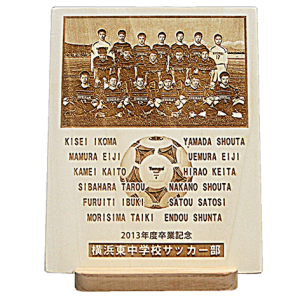 KISEI IKOMA YAMADA SHOUTA
MAMURA EIJI UEMURA EIJI
KAMEI KAITO HIRAO KEITA
SIBAHARA TAROU NAKANO SHOUTA
FURUITI IBUKI SATOU SATOSI
MORISIMA TAIKI ENDOU SHUNTA
2013年度卒業記念
横浜東中学校サッカー部